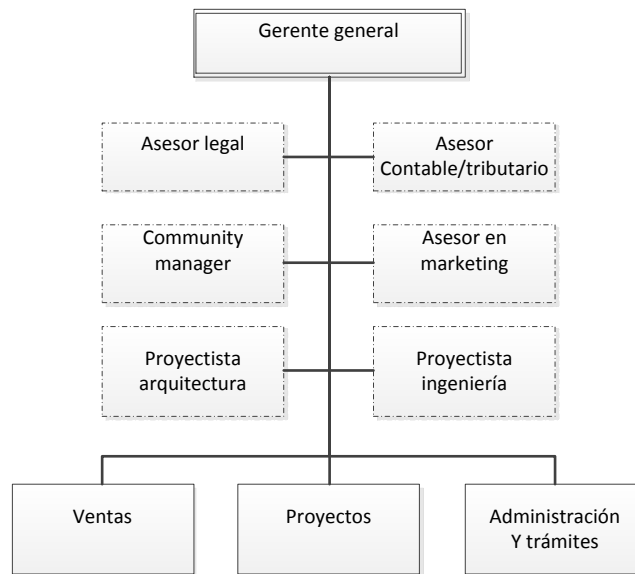 Gerente general
Asesor legal
Asesor
Contable/tributario
Community
manager
Asesor en
marketing
Proyectista
arquitectura
Proyectista
ingeniería
Ventas
Proyectos
Administración
Y trámites